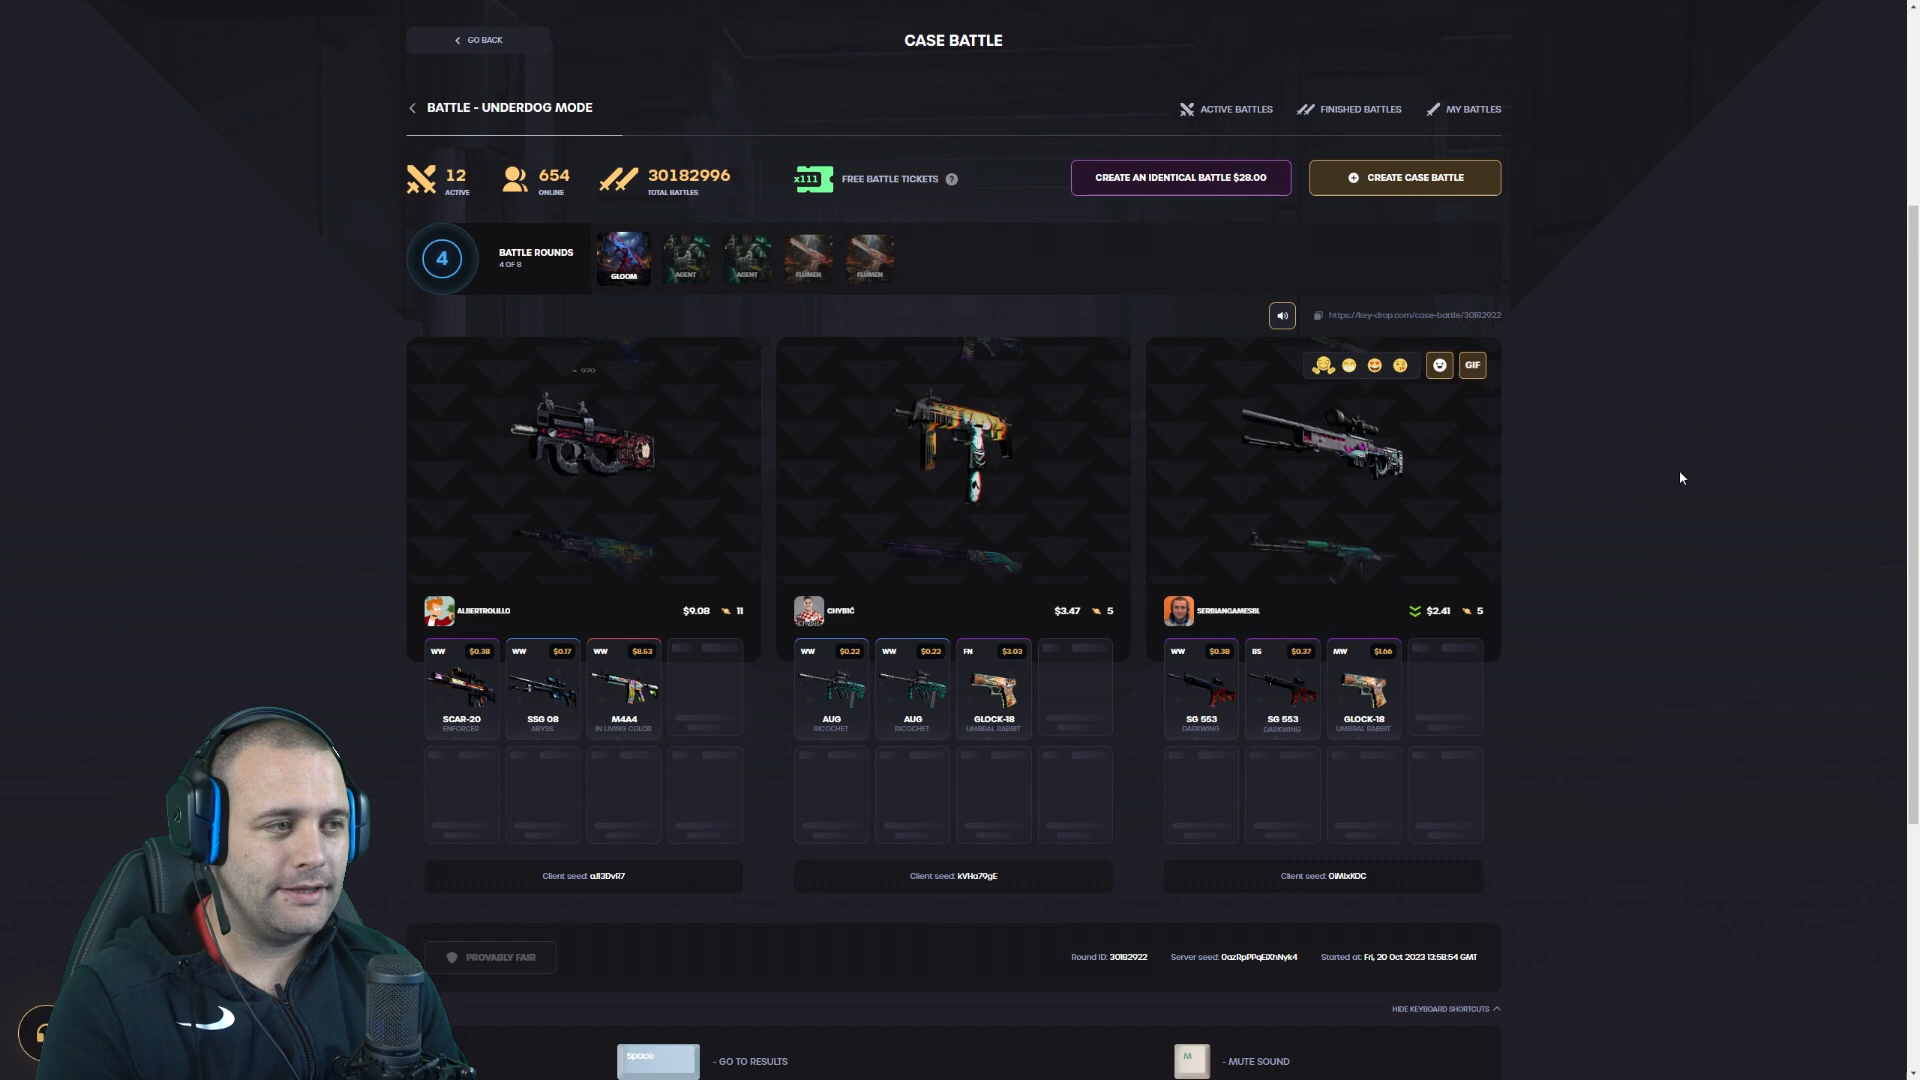 GO BACK
CASE BATTLE
BATTLE - UNDERDOG MODE
ACTIVE BATTLES
FINISHED BATTLES
MY BATTLES
12
ACTIVE
654
ONLINE
30182996
TOTAL BATTLES
x111
FREE BATTLE TICKETS ?
CREATE AN IDENTICAL BATTLE $28.00
CREATE CASE BATTLE
4
BATTLE ROUNDS
4 OF 8
GLOOM
AGENT
AGENT
FLUMEN
FLUMEN
https://key-drop.com/case-battle/30182922
GIF
ALBERTROLILLO
$9.08
11
CHYBIĆ
$3.47
5
SERBIANGAMESBL
$2.41
5
WW $0.38
WW $0.17
WW $8.53
WW $0.22
WW $0.22
FN $3.03
WW $0.38
BS $0.37
MW $1.66
SCAR-20
ENFORCER
SSG 08
ABYSS
M4A4
IN LIVING COLOR
AUG
RICOCHET
AUG
RICOCHET
GLOCK-18
UMBRAL RABBIT
SG 553
DARKWING
SG 553
DARKWING
GLOCK-18
UMBRAL RABBIT
Client seed:
Client seed: kVHa79gE
Client seed:
PROVABLY FAIR
Round ID: 30182922
Server seed:
Started at: Fri, 20 Oct 2023 13:58:54 GMT
HIDE KEYBOARD SHORTCUTS
Space
- GO TO RESULTS
M
- MUTE SOUND